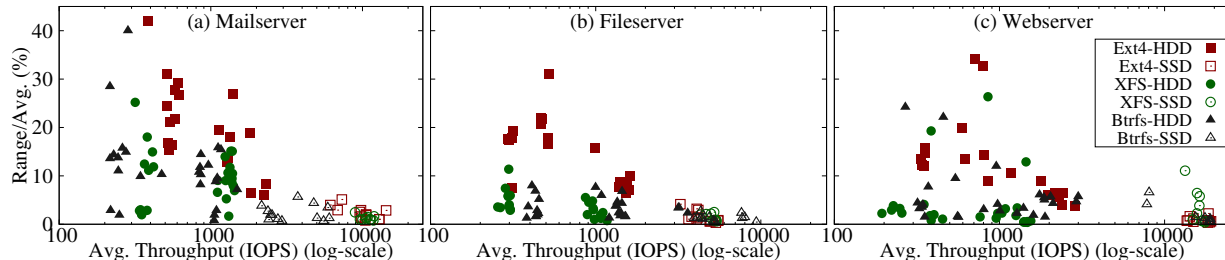 (a) Mailserver
(b) Fileserver
(c) Webserver
Range/Avg. (%)
50
40
30
20
10
0
Ext4-HDD
Ext4-SSD
XFS-HDD
XFS-SSD
Btrfs-HDD
Btrfs-SSD
100 1000 10000
100 1000 10000
100 1000 10000
Avg. Throughput (IOPS) (log-scale)
Avg. Throughput (IOPS) (log-scale)
Avg. Throughput (IOPS) (log-scale)